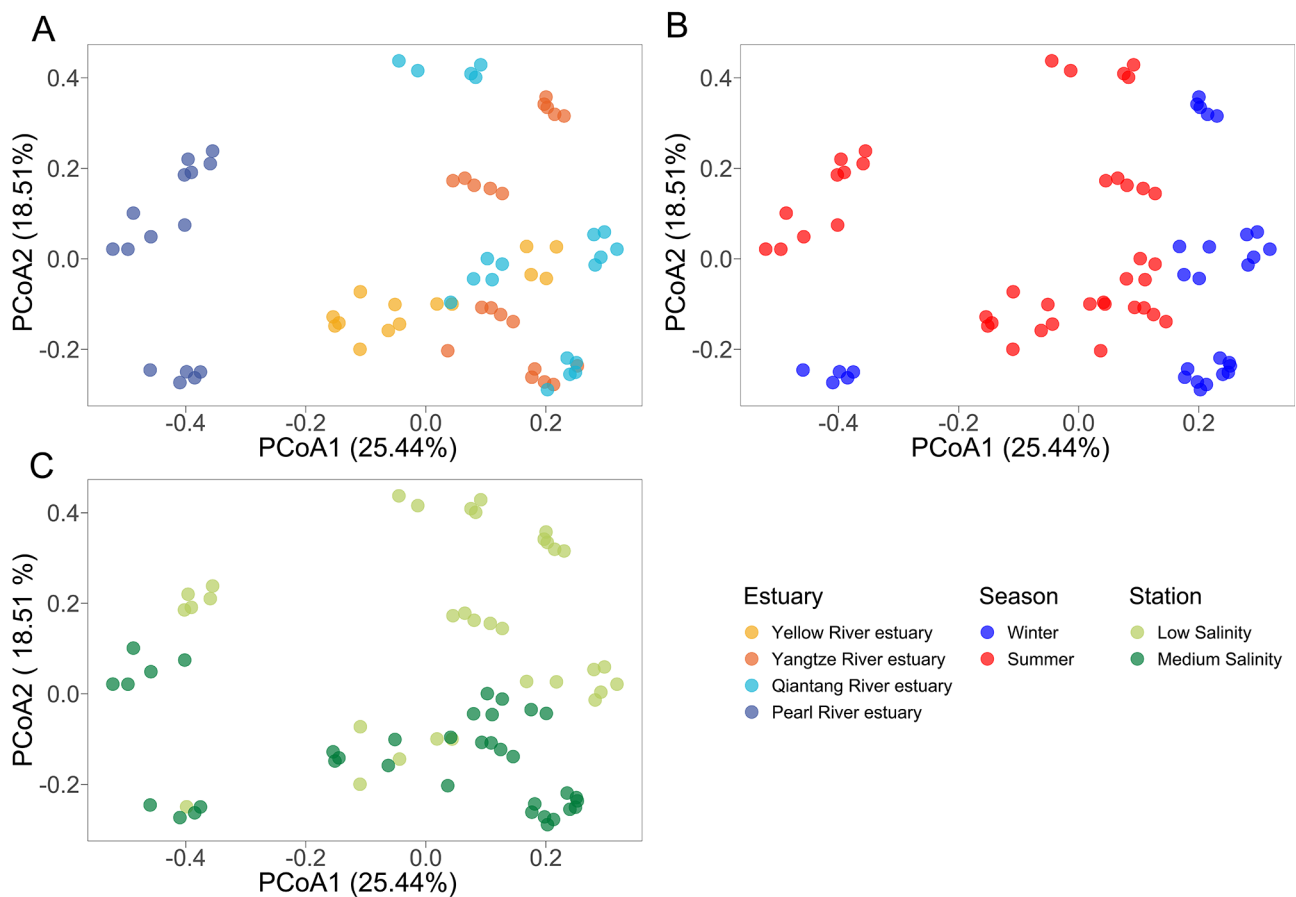 A
0.4
0.2
0.0
-0.2
PCoA2 (18.51%)
-0.4
-0.2
0.0
0.2
PCoA1 (25.44%)
B
0.4
0.2
0.0
-0.2
PCoA2 (18.51%)
-0.4
-0.2
0.0
0.2
PCoA1 (25.44%)
C
0.4
0.2
0.0
-0.2
PCoA2 ( 18.51 %)
-0.4
-0.2
0.0
0.2
PCoA1 (25.44%)
Estuary
Yellow River estuary
Yangtze River estuary
Qiantang River estuary
Pearl River estuary
Season
Winter
Summer
Station
Low Salinity
Medium Salinity